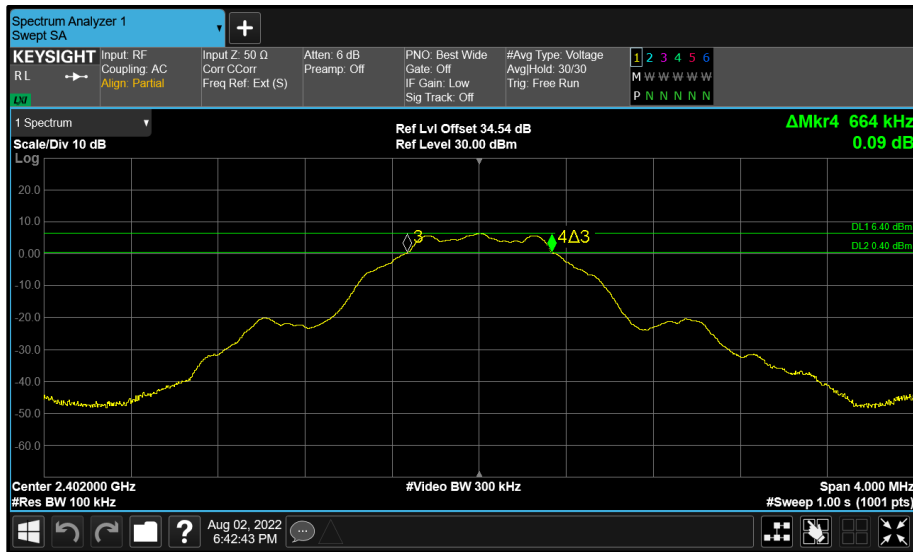 Spectrum Analyzer 1
Swept SA
+
KEYSIGHT
RL
LXI
Input: RF
Coupling: AC
Align: Partial
Input Z: 50 Ω
Corr CCorr
Freq Ref: Ext (S)
Atten: 6 dB
Preamp: Off
PNO: Best Wide
Gate: Off
IF Gain: Low
Sig Track: Off
#Avg Type: Voltage
Avg|Hold: 30/30
Trig: Free Run
1 2 3 4 5 6
M W W W W W
P N N N N N
1 Spectrum
Scale/Div 10 dB
Log
Ref Lvl Offset 34.54 dB
Ref Level 30.00 dBm
ΔMkr4 664 kHz
0.09 dB
20.0
10.0
0.00
-10.0
-20.0
-30.0
-40.0
-50.0
-60.0
3
4Δ3
DL1 6.40 dBm
DL2 0.40 dBm
Center 2.402000 GHz
#Res BW 100 kHz
#Video BW 300 kHz
Span 4.000 MHz
#Sweep 1.00 s (1001 pts)
?
Aug 02, 2022
6:42:43 PM